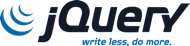 jQuery
write less, do more.